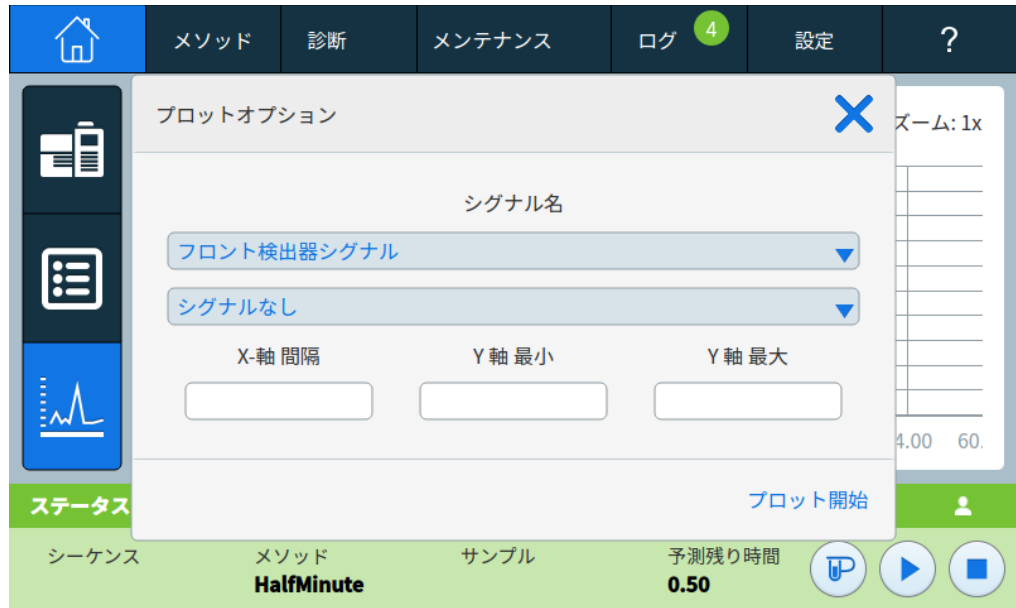 メソッド 診断 メンテナンス ログ 4 設定 ?
プロットオプション
ズーム: 1x
シグナル名
フロント検出器シグナル
シグナルなし
X-軸 間隔 Y 軸 最小 Y 軸 最大
4.00 60.
プロット開始
ステータス
シーケンス メソッド サンプル 予測残り時間
HalfMinute 0.50